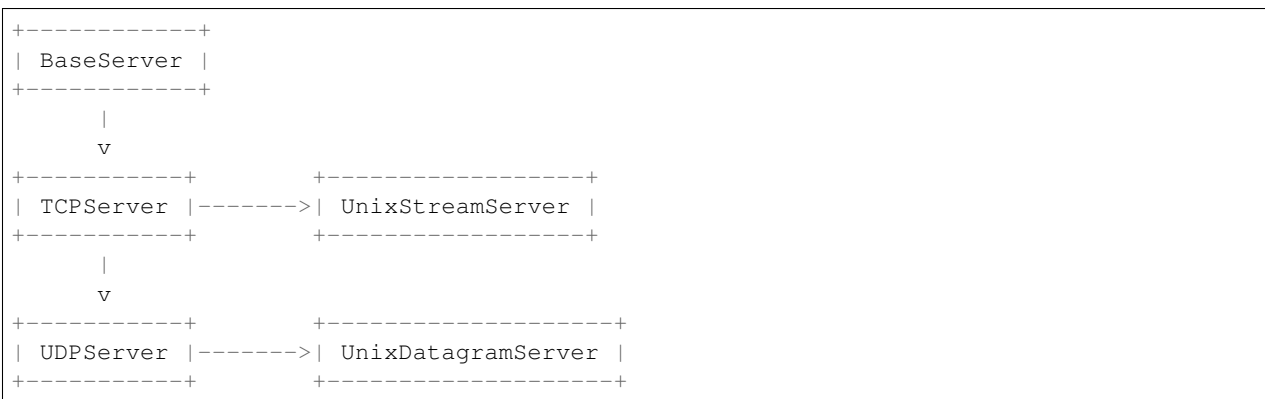 +------------+
| BaseServer |
+------------+
      |
      v
+-----------+        +------------------+
| TCPServer |------->| UnixStreamServer |
+-----------+        +------------------+
      |
      v
+-----------+        +--------------------+
| UDPServer |------->| UnixDatagramServer |
+-----------+        +--------------------+